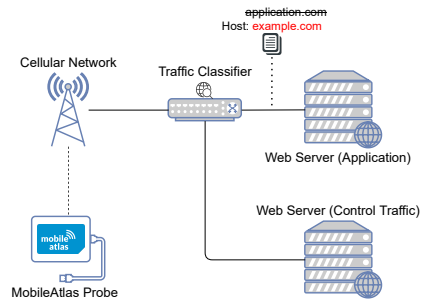 application.com
Host: example.com
Cellular Network
Traffic Classifier
Web Server (Application)
Web Server (Control Traffic)
mobile
atlas
MobileAtlas Probe